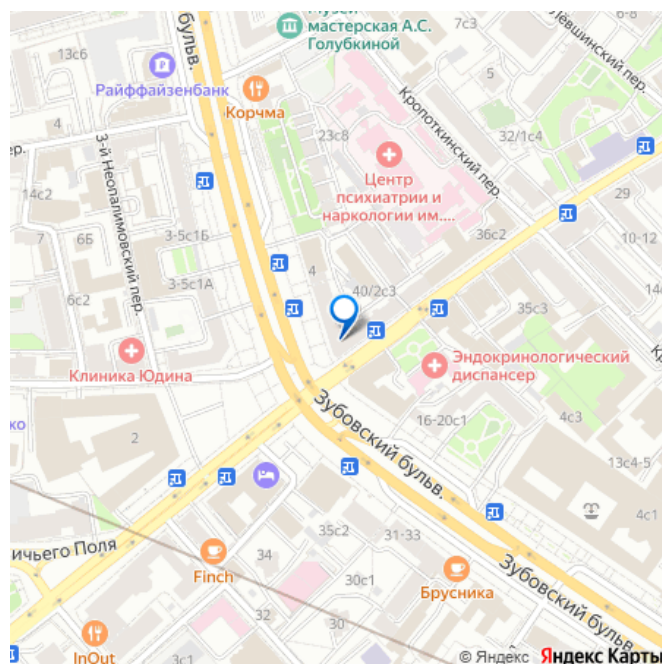 Музей
мастерская А.С.
Голубкиной
7с3
6-8
Лёвшинский пер.
13с6
бульв.
Райффайзенбанк
Корчма
5
Кропоткинский пер.
32/1с4
4
23с8
3-й Неопалимовский пер.
пер.
Центр
психиатрии и
наркологии им....
14с2
29
7
6Б
3-5с1Б
36с2
10-12
3-5с1А
4
40/2с3
14
6с2
35с3
Клиника Юдина
Эндокринологический
диспансер
Зубовский бульв.
16-20с1
4с3
ко
2
13с4-5
4с1
ичьего Поля
35с2
31-33
Finch
34
Зубовский бульв.
30с1
Брусника
32
30
InOut
3с1
© Яндекс Яндекс Карты